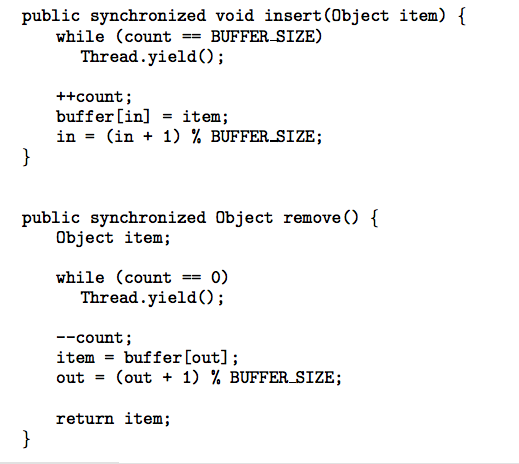 public synchronized void insert(Object item) {
while (count == BUFFER_SIZE)
Thread.yield();
++count;
buffer[in] = item;
in = (in + 1) % BUFFER_SIZE;
}
public synchronized Object remove() {
Object item;
while (count == 0)
Thread.yield();
--count;
item = buffer[out];
out = (out + 1) % BUFFER_SIZE;
return item;
}